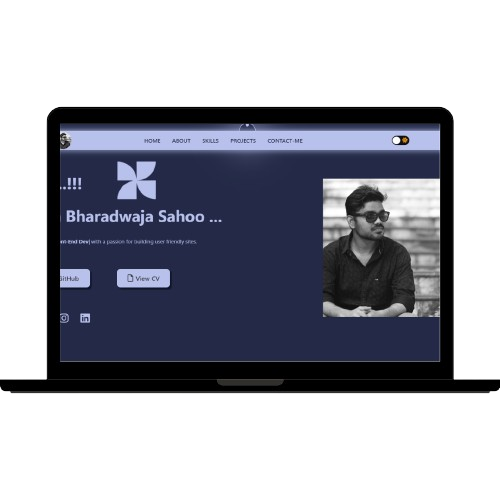 HOME ABOUT SKILLS PROJECTS CONTACT ME
..!!!
Bharadwaja Sahoo ...
ont-End Dev| with a passion for building user friendly sites.
GitHub View CV